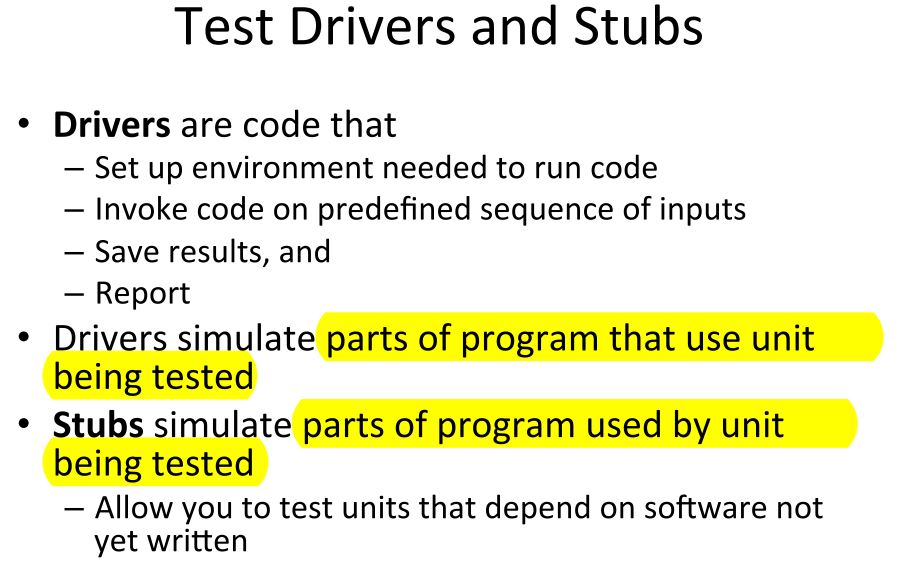 Test Drivers and Stubs
• Drivers are code that
– Set up environment needed to run code
– Invoke code on predefined sequence of inputs
– Save results, and
– Report
• Drivers simulate parts of program that use unit
being tested
• Stubs simulate parts of program used by unit
being tested
– Allow you to test units that depend on software not
yet written